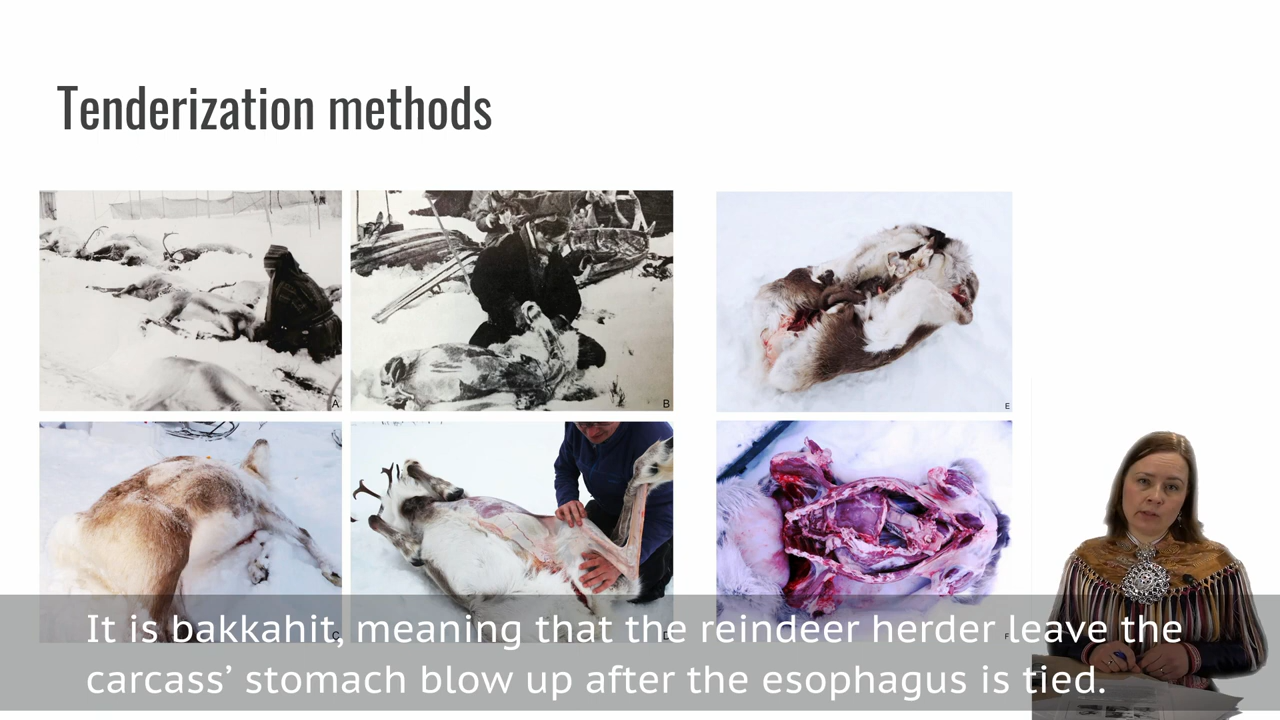 Tenderization methods
A
B
E
C
D
F
It is bakkahit, meaning that the reindeer herder leave the
carcass’ stomach blow up after the esophagus is tied.